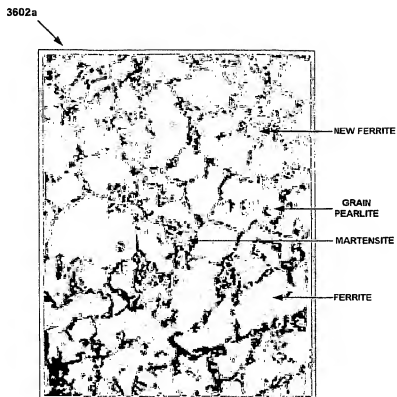 3602a
NEW FERRITE
GRAIN
PEARLITE
MARTENSITE
FERRITE